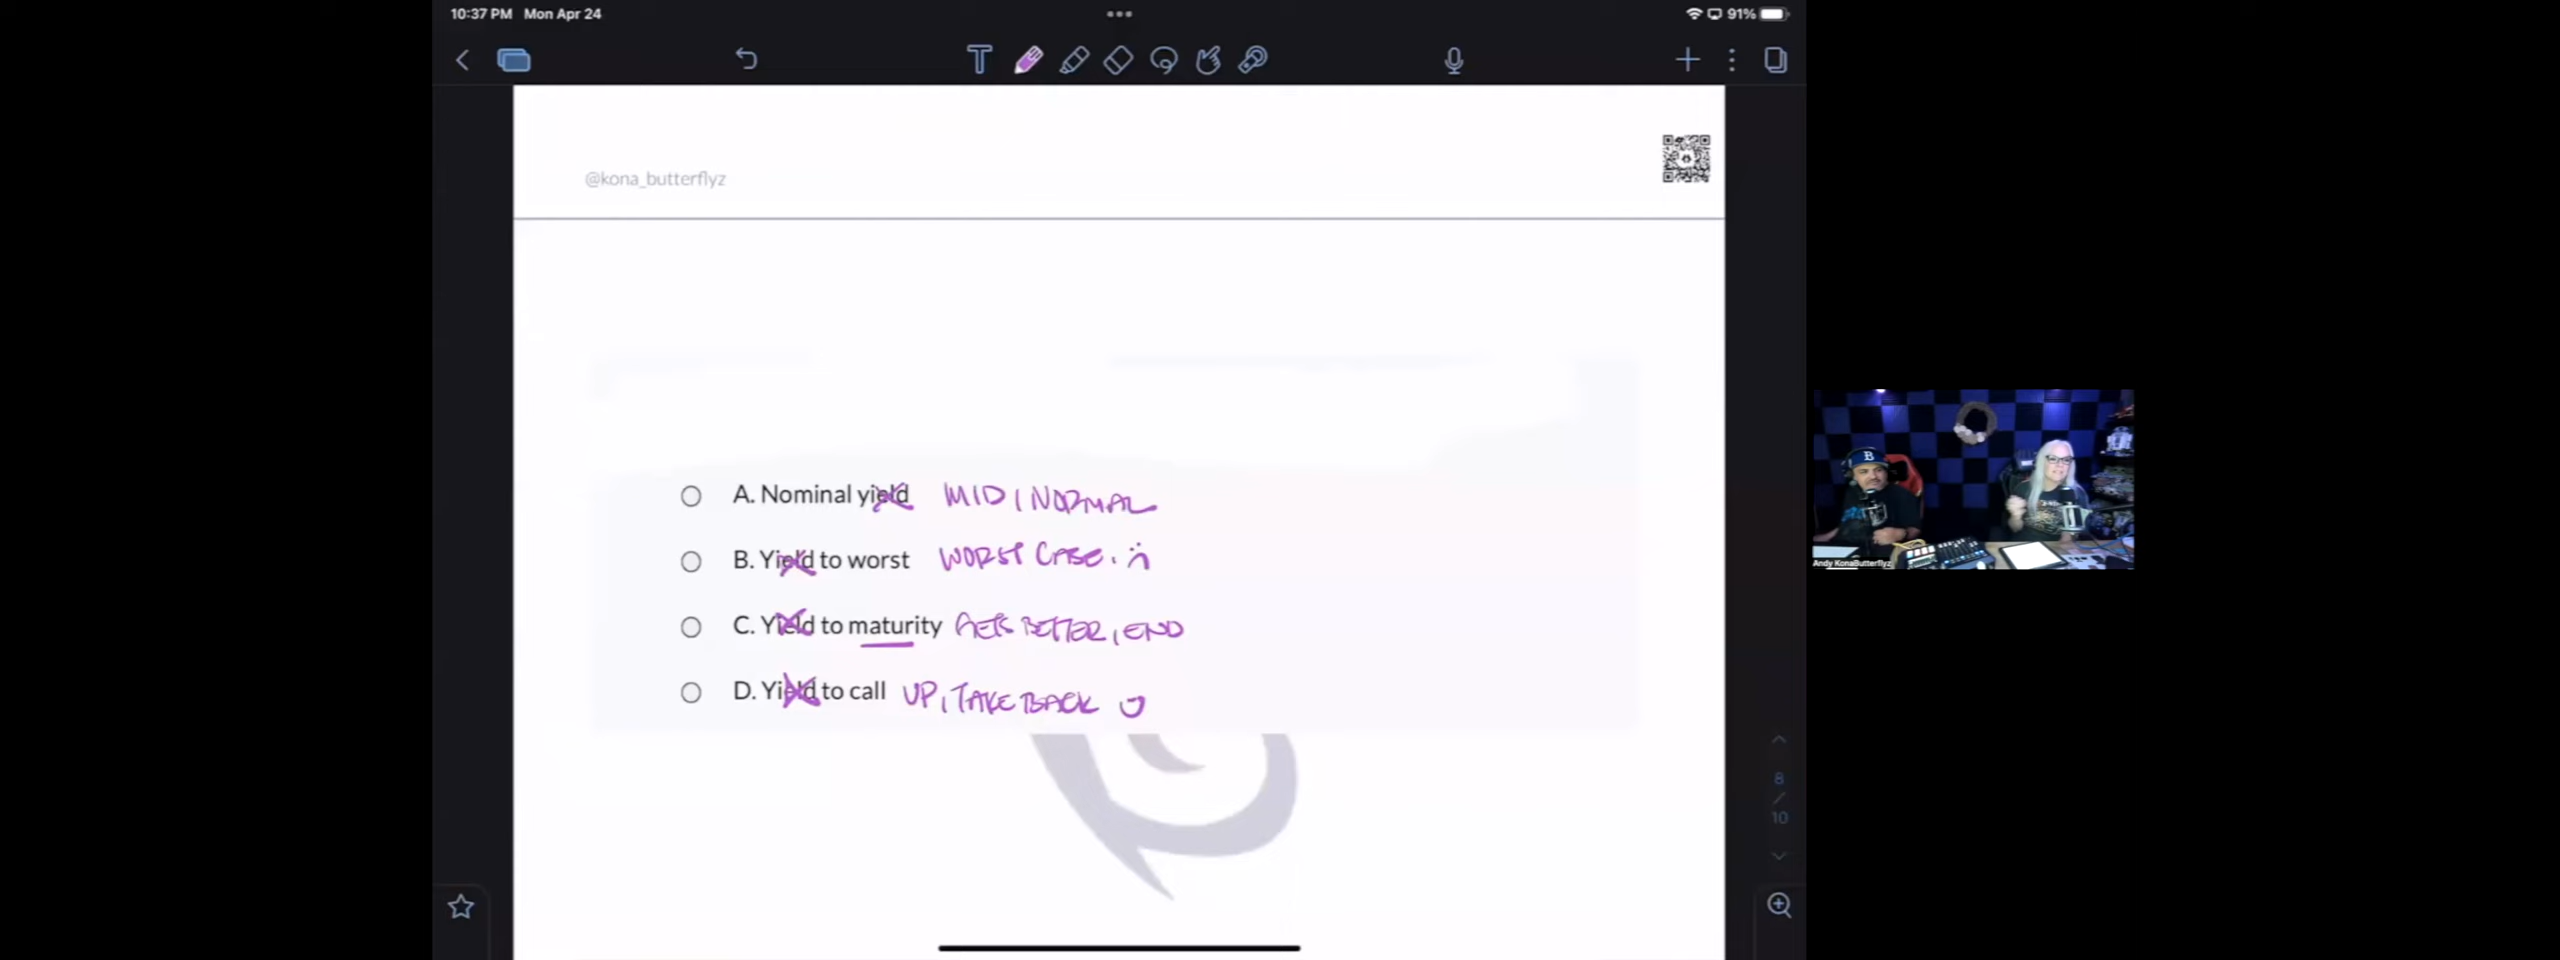 10:37 PM Mon Apr 24
91%
@kona_butterflyz
A. Nominal yield MID, NORMAL
B. Yield to worst WORST CASE.
C. Yield to maturity GETS BETTER, END
D. Yield to call UP, TAKE BACK
8
/
10
Andy KonaButterflyz